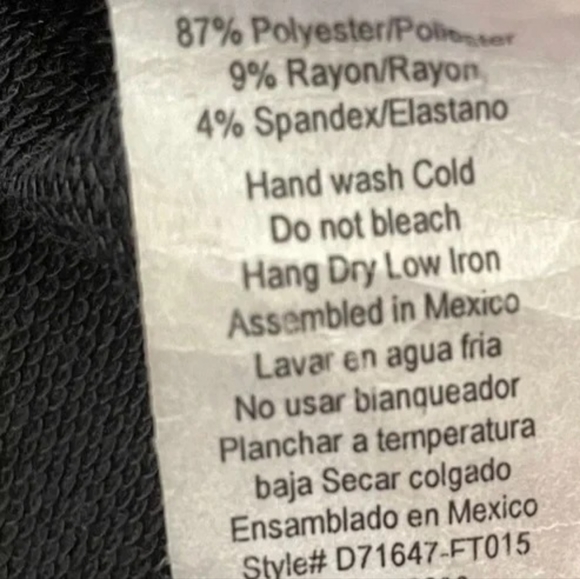 87% Polyester/Poliester
9% Rayon/Rayon
4% Spandex/Elastano
Hand wash Cold
Do not bleach
Hang Dry Low Iron
Assembled in Mexico
Lavar en agua fria
No usar bianqueador
Planchar a temperatura
baja Secar colgado
Ensamblado en Mexico
Style# D71647-FT015